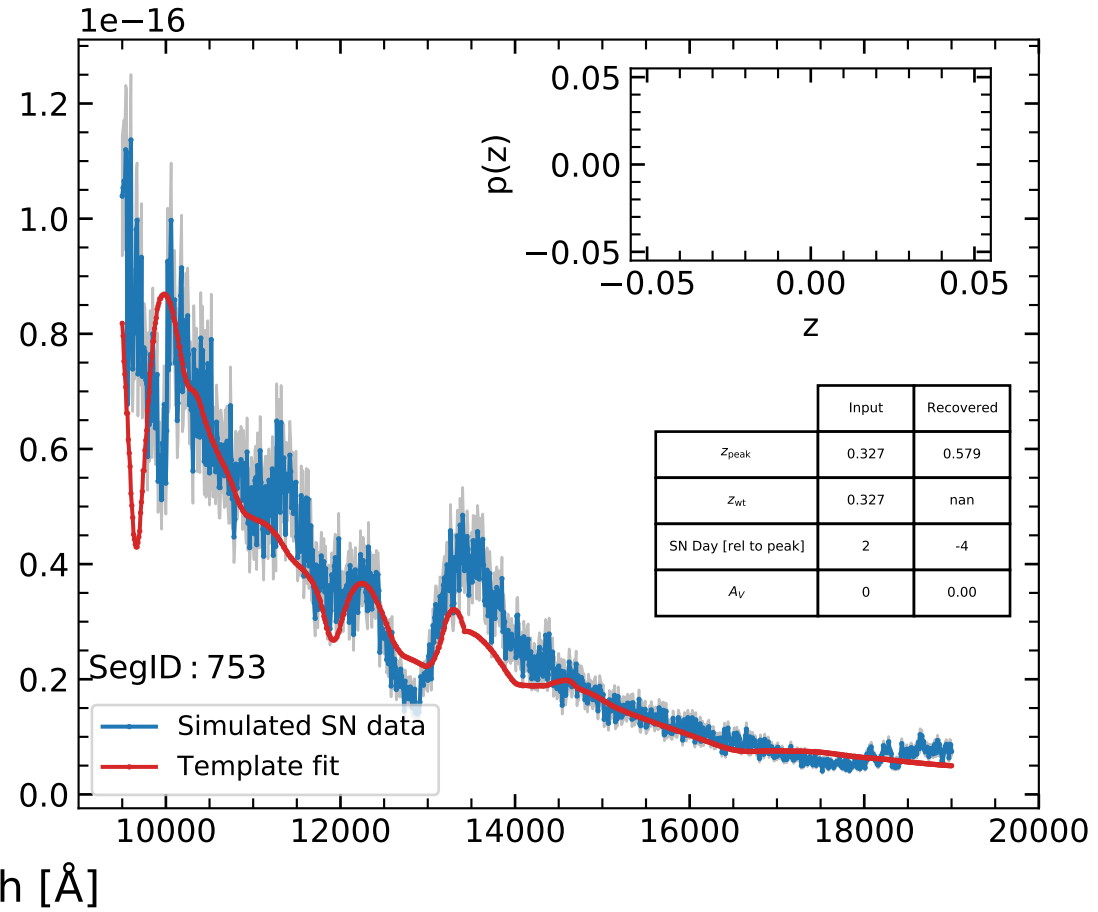 1e−16
1.2
1.0
0.8
0.6
0.4
0.2
0.0
0.05
0.00
−0.05
p(z)
−0.05 0.00 0.05
z
Input Recovered
z_peak 0.327 0.579
z_wt 0.327 nan
SN Day [rel to peak] 2 -4
A_V 0 0.00
SegID : 753
Simulated SN data
Template fit
10000 12000 14000 16000 18000 20000
h [Å]